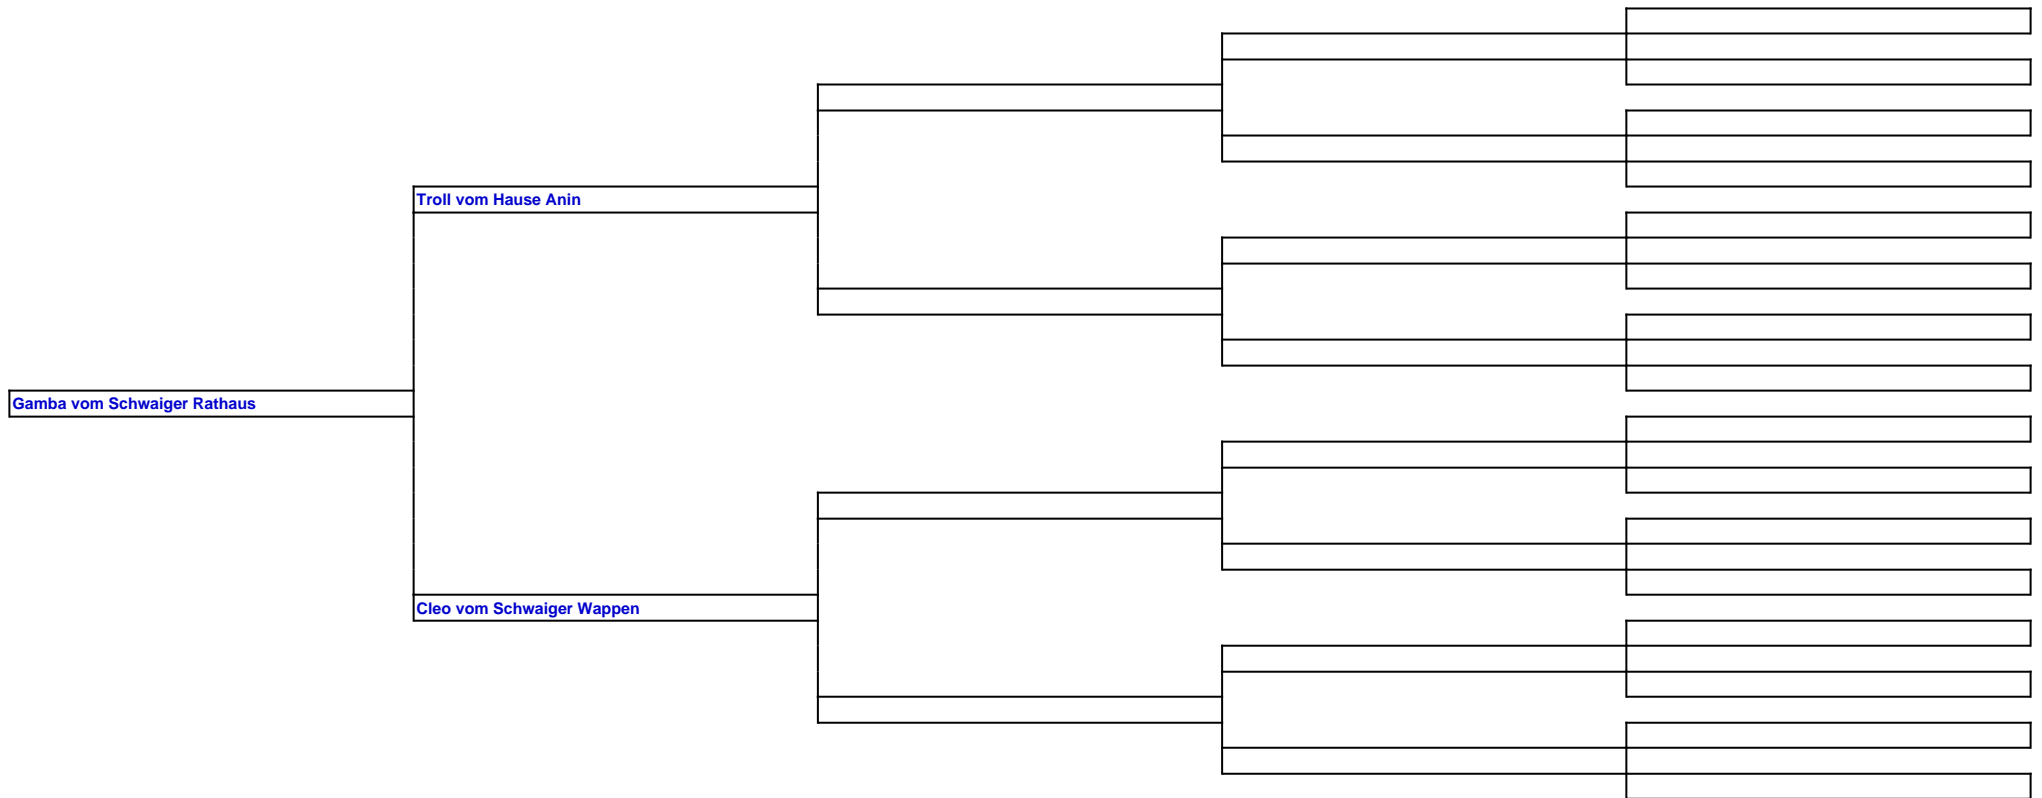 Troll vom Hause Anin
Gamba vom Schwaiger Rathaus
Cleo vom Schwaiger Wappen